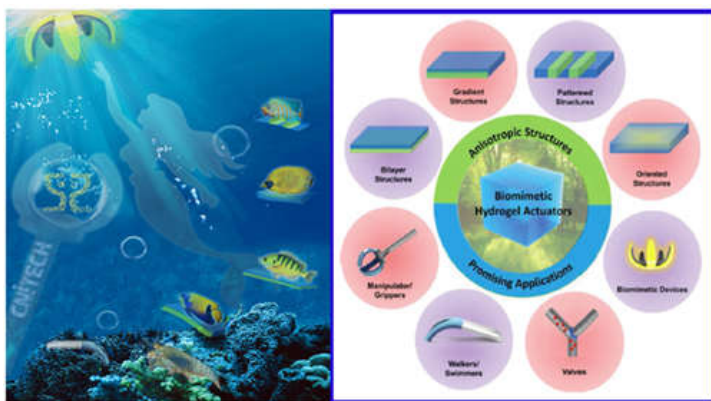 CNITECH
Gradient
Structures
Patterned
Structures
Bilayer
Structures
Anisotropic Structures
Oriented
Structures
Biomimetic
Hydrogel Actuators
Manipulator/
Grippers
Promising Applications
Biomimetic Devices
Walkers/
Swimmers
Valves